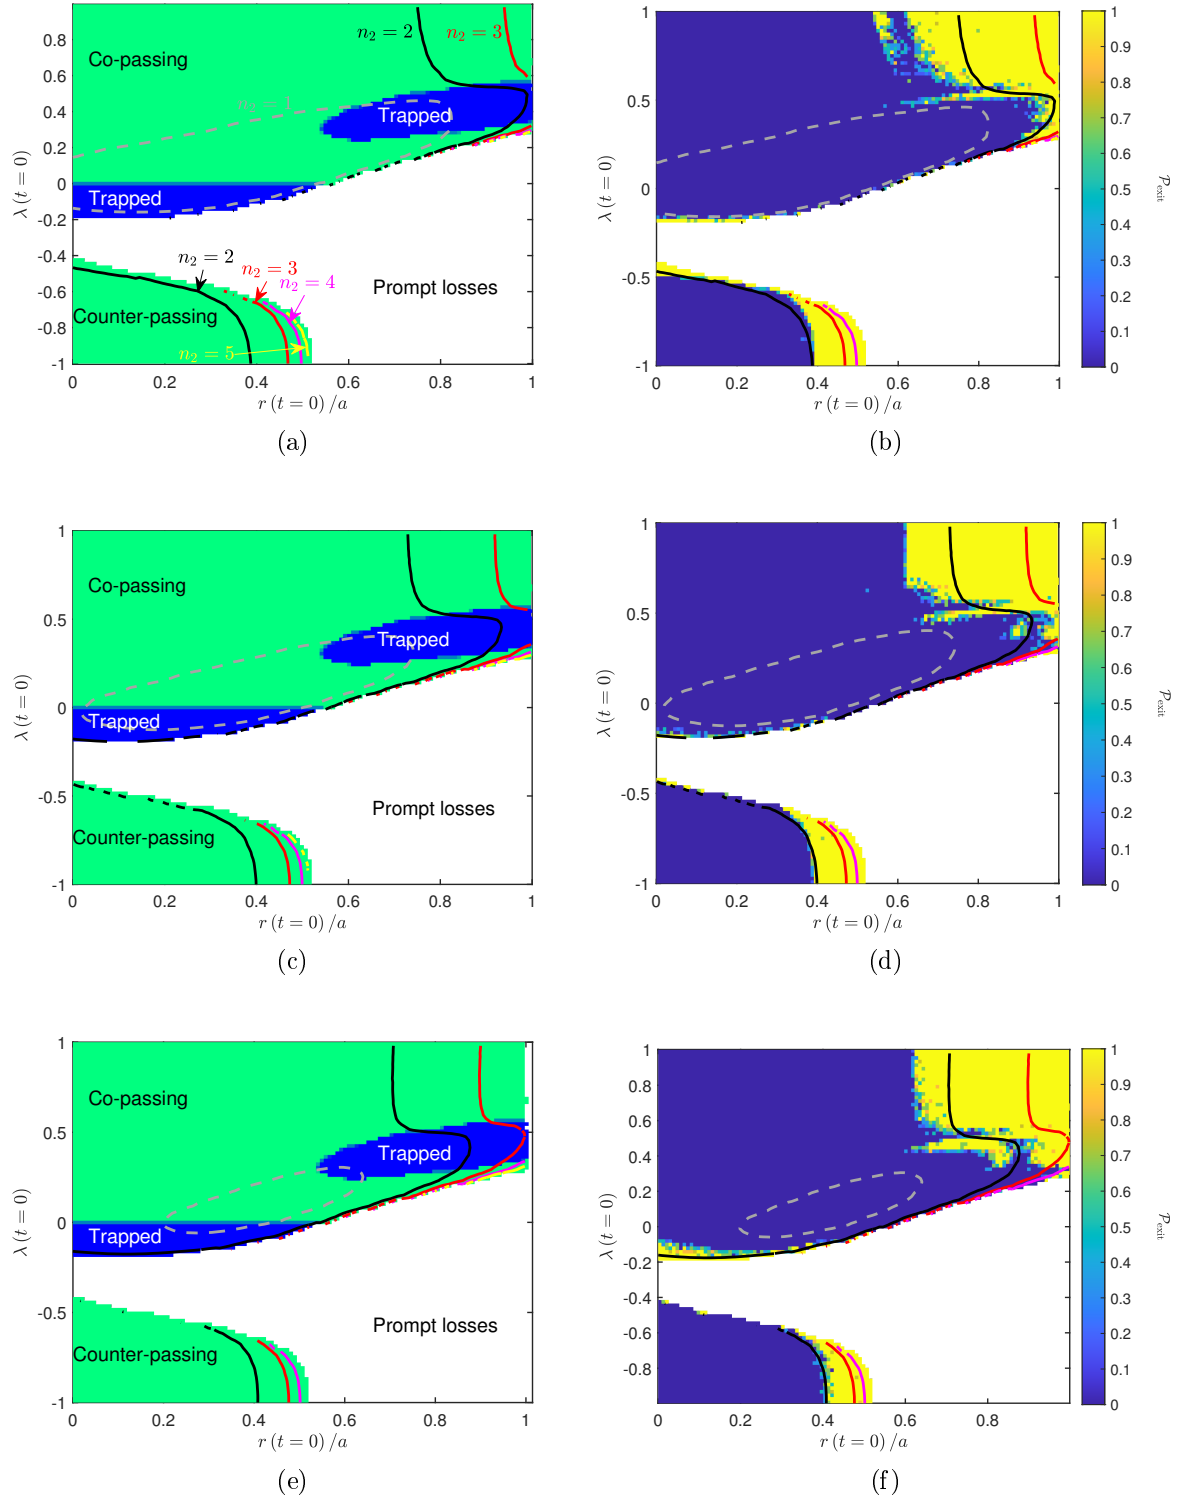 Co-passing
n₂ = 2
n₂ = 3
n₂ = 1
Trapped
Trapped
n₂ = 2
n₂ = 3
n₂ = 4
Prompt losses
Counter-passing
n₂ = 5
1
0.8
0.6
0.4
0.2
0
-0.2
-0.4
-0.6
-0.8
-1
0 0.2 0.4 0.6 0.8 1
λ (t = 0)
r (t = 0) /a
(a)
1
0.5
0
-0.5
-1
0 0.2 0.4 0.6 0.8 1
λ (t = 0)
r (t = 0) /a
1
0.9
0.8
0.7
0.6
0.5
0.4
0.3
0.2
0.1
0
𝒫exit
(b)
Co-passing
Trapped
Trapped
Prompt losses
Counter-passing
1
0.5
0
-0.5
-1
0 0.2 0.4 0.6 0.8 1
λ (t = 0)
r (t = 0) /a
(c)
1
0.5
0
-0.5
-1
0 0.2 0.4 0.6 0.8 1
λ (t = 0)
r (t = 0) /a
1
0.9
0.8
0.7
0.6
0.5
0.4
0.3
0.2
0.1
0
𝒫exit
(d)
Co-passing
Trapped
Trapped
Prompt losses
Counter-passing
1
0.5
0
-0.5
-1
0 0.2 0.4 0.6 0.8 1
λ (t = 0)
r (t = 0) /a
(e)
0.8
0.6
0.4
0.2
0
-0.2
-0.4
-0.6
-0.8
0 0.2 0.4 0.6 0.8
λ (t = 0)
r (t = 0) /a
1
0.9
0.8
0.7
0.6
0.5
0.4
0.3
0.2
0.1
0
𝒫exit
(f)